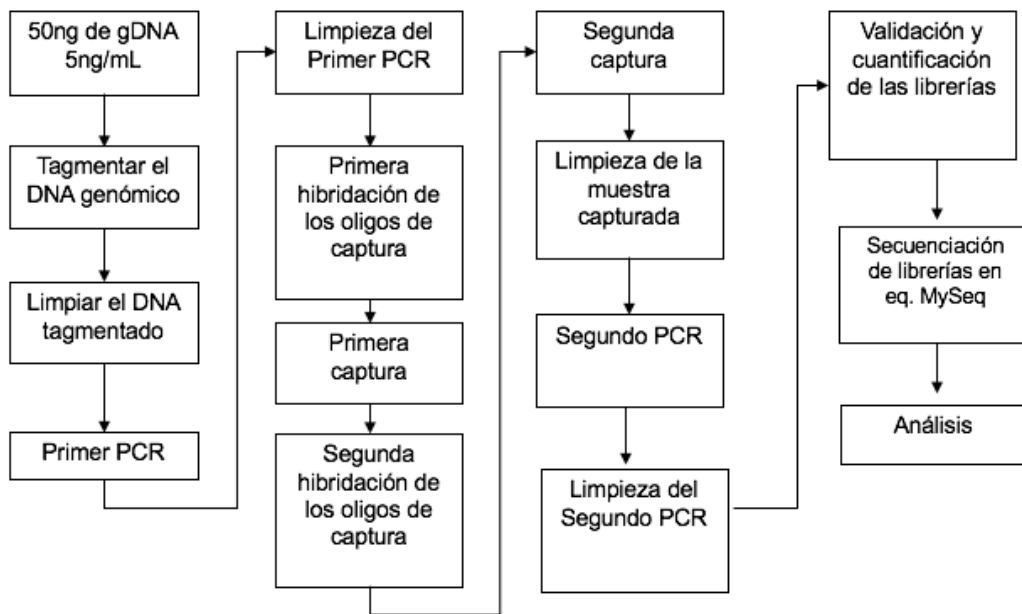 50ng de gDNA
5ng/mL
Tagmentar el
DNA genómico
Limpiar el DNA
tagmentado
Primer PCR
Limpieza del
Primer PCR
Primera
hibridación de
los oligos de
captura
Primera
captura
Segunda
hibridación de
los oligos de
captura
Segunda
captura
Limpieza de la
muestra
capturada
Segundo PCR
Limpieza del
Segundo PCR
Validación y
cuantificación
de las librerías
Secuenciación
de librerías en
eq. MySeq
Análisis